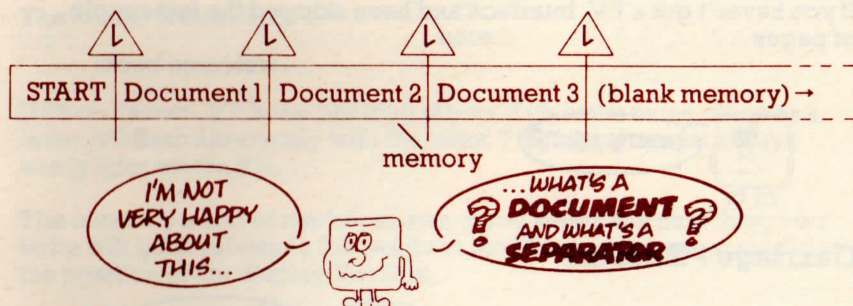 START Document 1 Document 2 Document 3 (blank memory) →
memory
I'M NOT
VERY HAPPY
ABOUT
THIS...
...WHAT'S A
? DOCUMENT ?
AND WHAT'S A
SEPARATOR